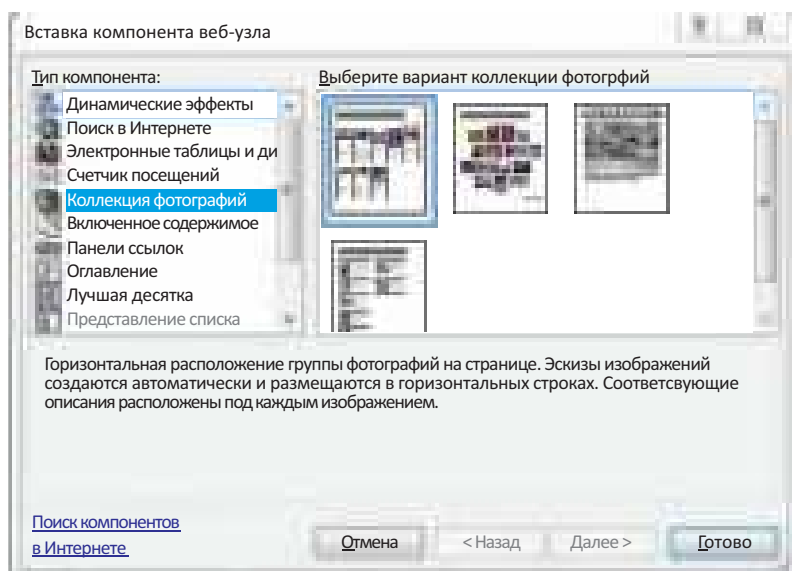 Вставка компонента веб-узла
Тип компонента:
Выберите вариант коллекции фотогрфий
Динамические эффекты
Поиск в Интернете
Электронные таблицы и ди
Счетчик посещений
Коллекция фотографий
Включенное содержимое
Панели ссылок
Оглавление
Лучшая десятка
Представление списка
Горизонтальная расположение группы фотографий на странице. Эскизы изображений
создаются автоматически и размещаются в горизонтальных строках. Соответсвующие
описания расположены под каждым изображением.
Поиск компонентов
в Интернете
Отмена
< Назад
Далее >
Готово